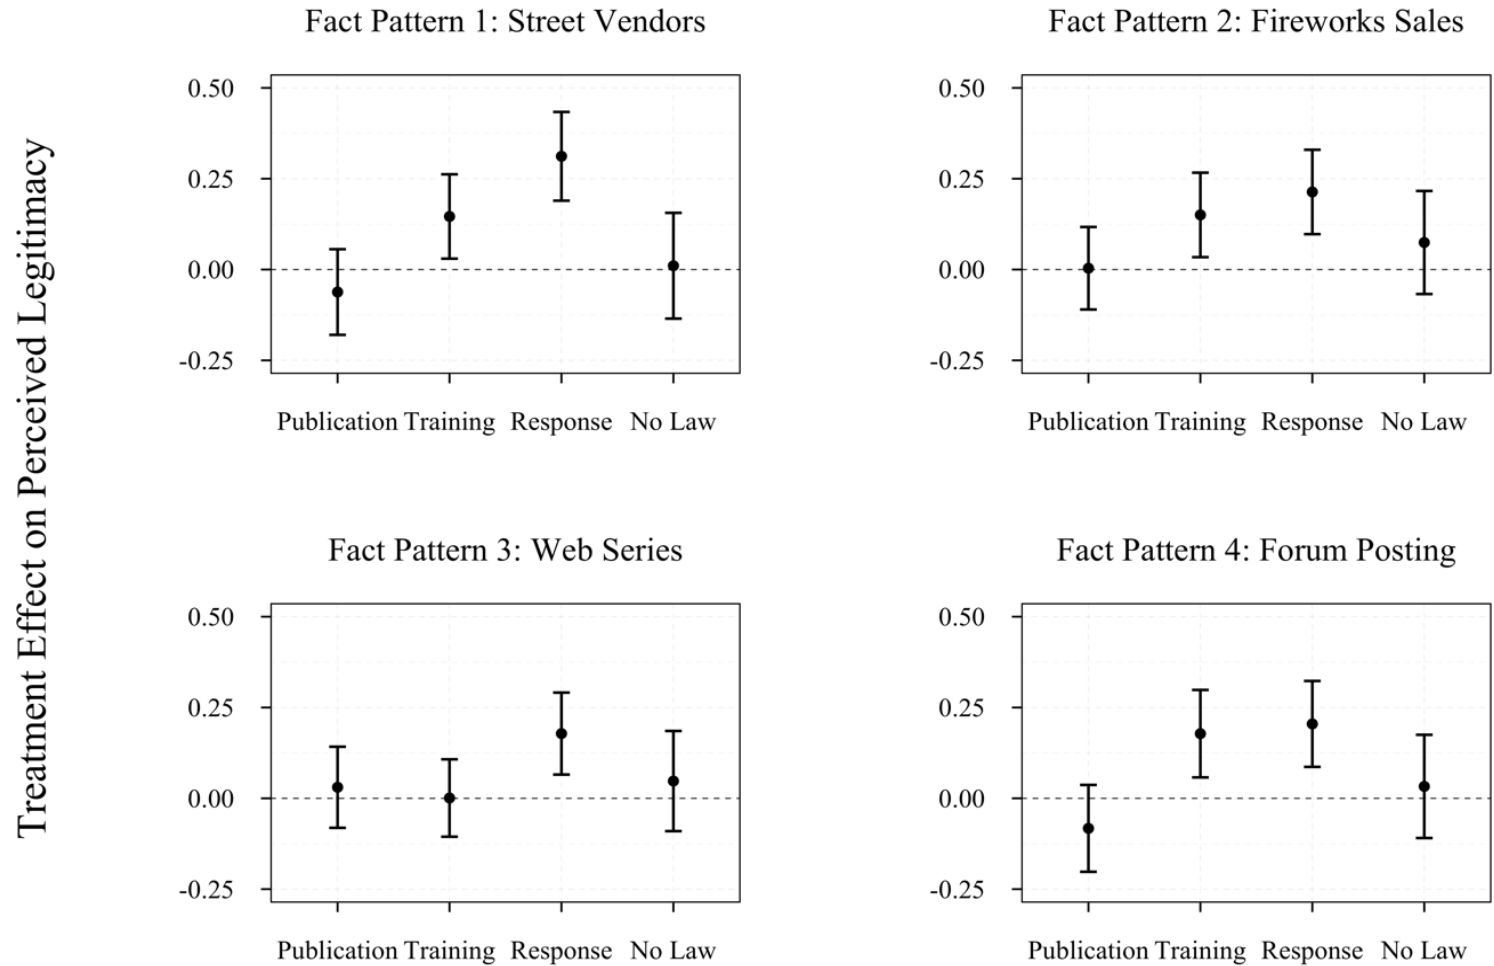 Treatment Effect on Perceived Legitimacy
Fact Pattern 1: Street Vendors
0.50
0.25
0.00
-0.25
Publication Training Response No Law
Fact Pattern 2: Fireworks Sales
0.50
0.25
0.00
-0.25
Publication Training Response No Law
Fact Pattern 3: Web Series
0.50
0.25
0.00
-0.25
Publication Training Response No Law
Fact Pattern 4: Forum Posting
0.50
0.25
0.00
-0.25
Publication Training Response No Law